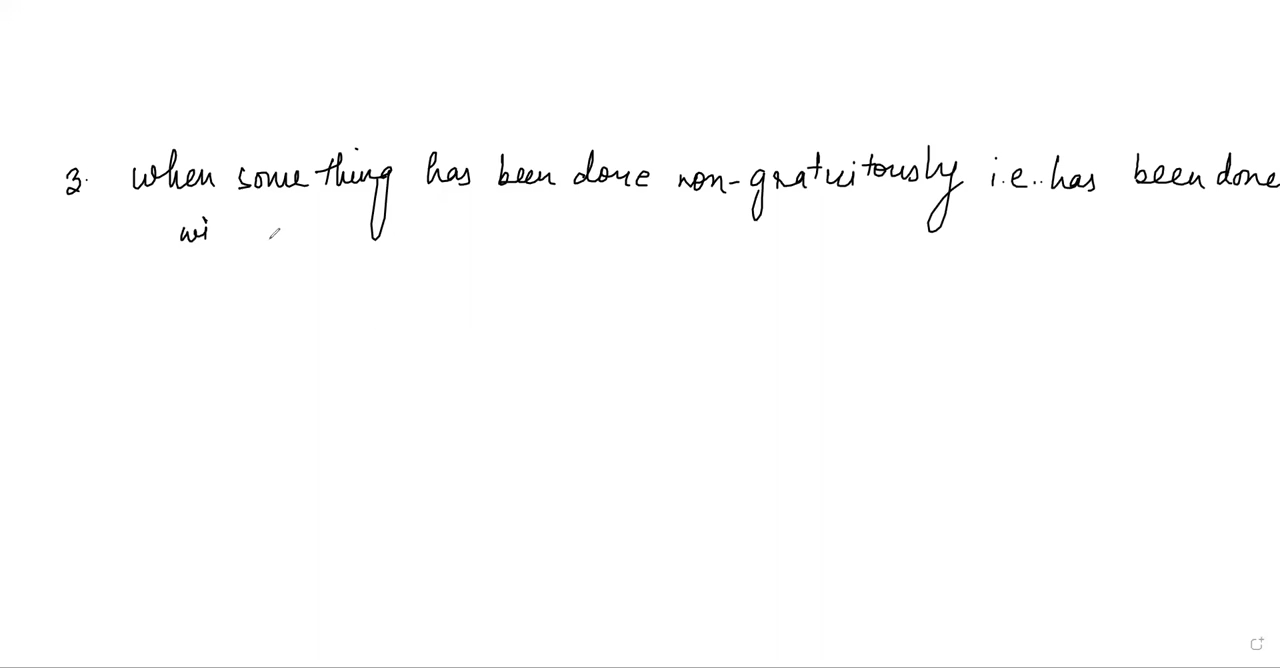 3. when something has been done non-gratuitously i.e.. has been done
wi